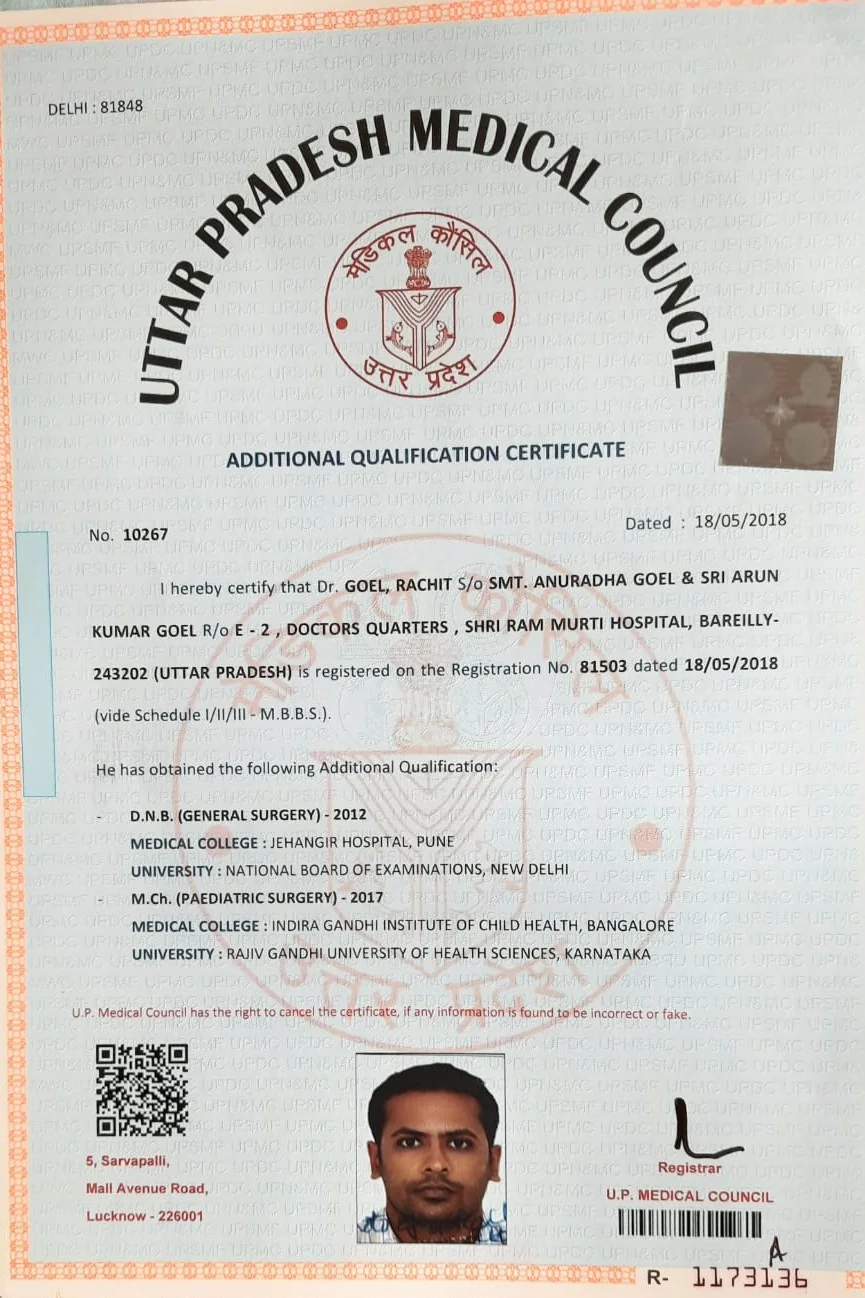 DELHI : 81848
UTTAR PRADESH MEDICAL COUNCIL
मेडिकल कौंसिल
उत्तर प्रदेश
ADDITIONAL QUALIFICATION CERTIFICATE
No. 10267
Dated : 18/05/2018
I hereby certify that Dr. GOEL, RACHIT S/o SMT. ANURADHA GOEL & SRI ARUN
KUMAR GOEL R/o E - 2 , DOCTORS QUARTERS , SHRI RAM MURTI HOSPITAL, BAREILLY-
243202 (UTTAR PRADESH) is registered on the Registration No. 81503 dated 18/05/2018
(vide Schedule I/II/III - M.B.B.S.).
He has obtained the following Additional Qualification:
- D.N.B. (GENERAL SURGERY) - 2012
MEDICAL COLLEGE : JEHANGIR HOSPITAL, PUNE
UNIVERSITY : NATIONAL BOARD OF EXAMINATIONS, NEW DELHI
- M.Ch. (PAEDIATRIC SURGERY) - 2017
MEDICAL COLLEGE : INDIRA GANDHI INSTITUTE OF CHILD HEALTH, BANGALORE
UNIVERSITY : RAJIV GANDHI UNIVERSITY OF HEALTH SCIENCES, KARNATAKA
U.P. Medical Council has the right to cancel the certificate, if any information is found to be incorrect or fake.
5, Sarvapalli,
Mall Avenue Road,
Lucknow - 226001
Registrar
U.P. MEDICAL COUNCIL
A
R- 1173136